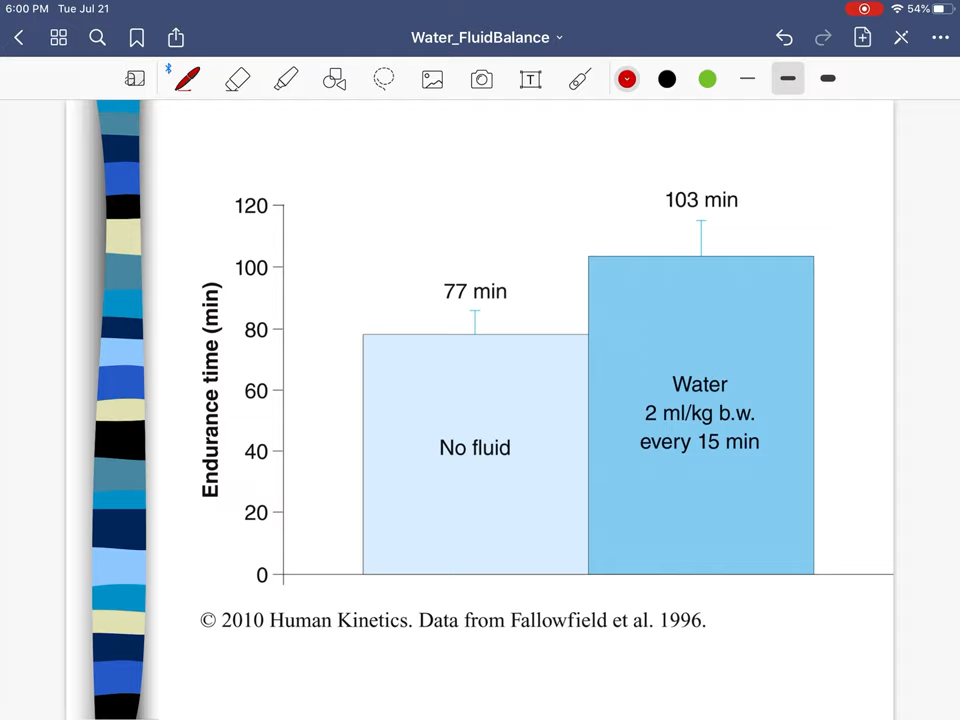 6:00 PM Tue Jul 21
54%
Water_FluidBalance
T
120
100
80
60
40
20
0
Endurance time (min)
77 min
103 min
No fluid
Water
2 ml/kg b.w.
every 15 min
© 2010 Human Kinetics. Data from Fallowfield et al. 1996.